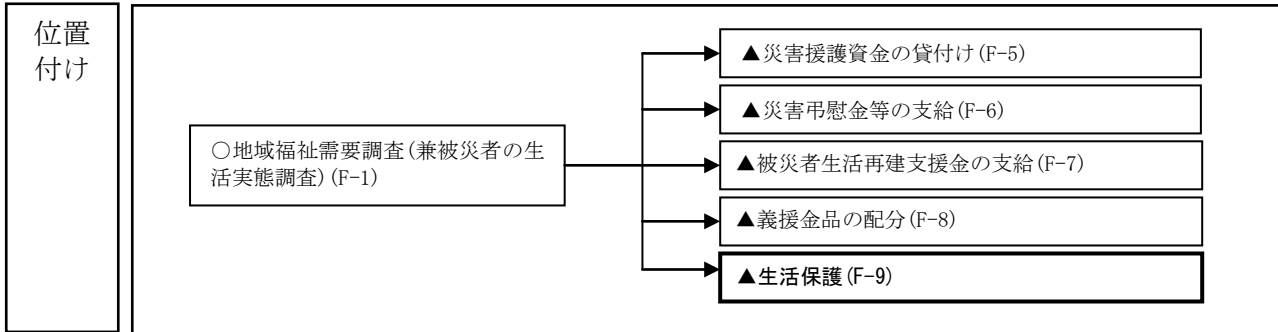 位置
付け
▲災害援護資金の貸付け(F-5)
▲災害弔慰金等の支給(F-6)
○地域福祉需要調査(兼被災者の生
活実態調査)(F-1)
▲被災者生活再建支援金の支給(F-7)
▲義援金品の配分(F-8)
▲生活保護(F-9)